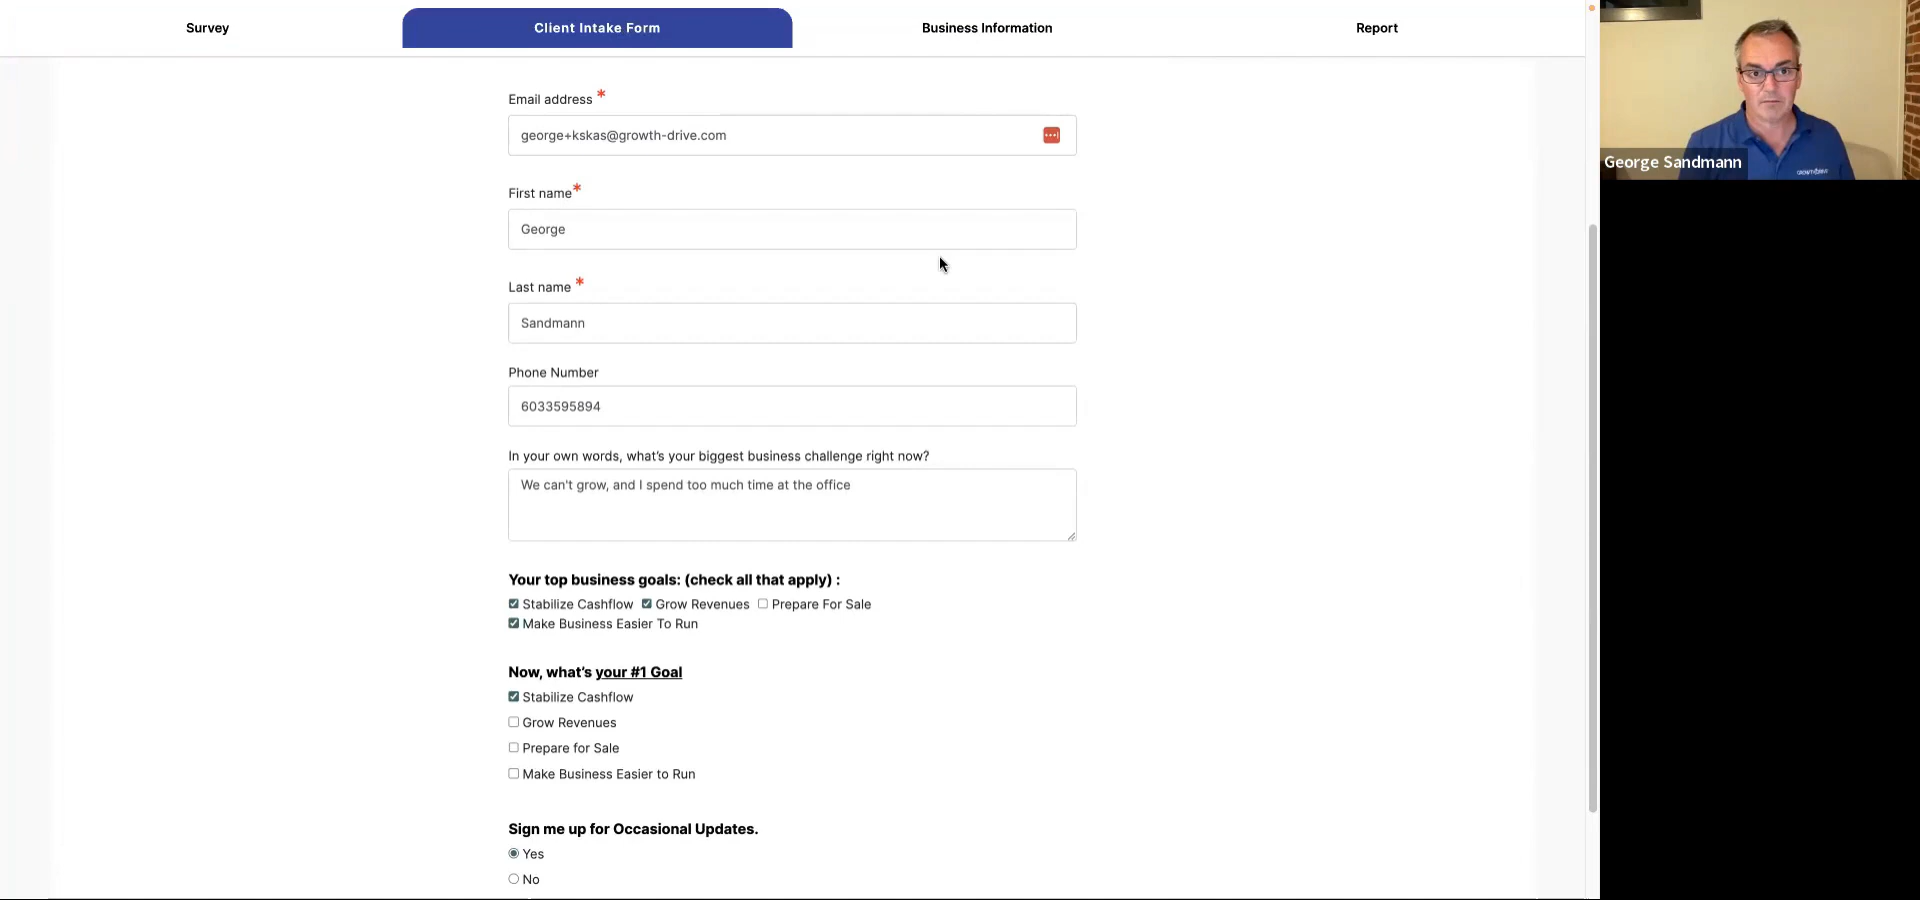 Survey
Client Intake Form
Business Information
Report
Email address *
george+kskas@growth-drive.com
First name*
George
Last name *
Sandmann
Phone Number
6033595894
In your own words, what's your biggest business challenge right now?
We can't grow, and I spend too much time at the office
Your top business goals: (check all that apply) :
Stabilize Cashflow Grow Revenues Prepare For Sale
Make Business Easier To Run
Now, what's your #1 Goal
Stabilize Cashflow
Grow Revenues
Prepare for Sale
Make Business Easier to Run
Sign me up for Occasional Updates.
Yes
No
George Sandmann